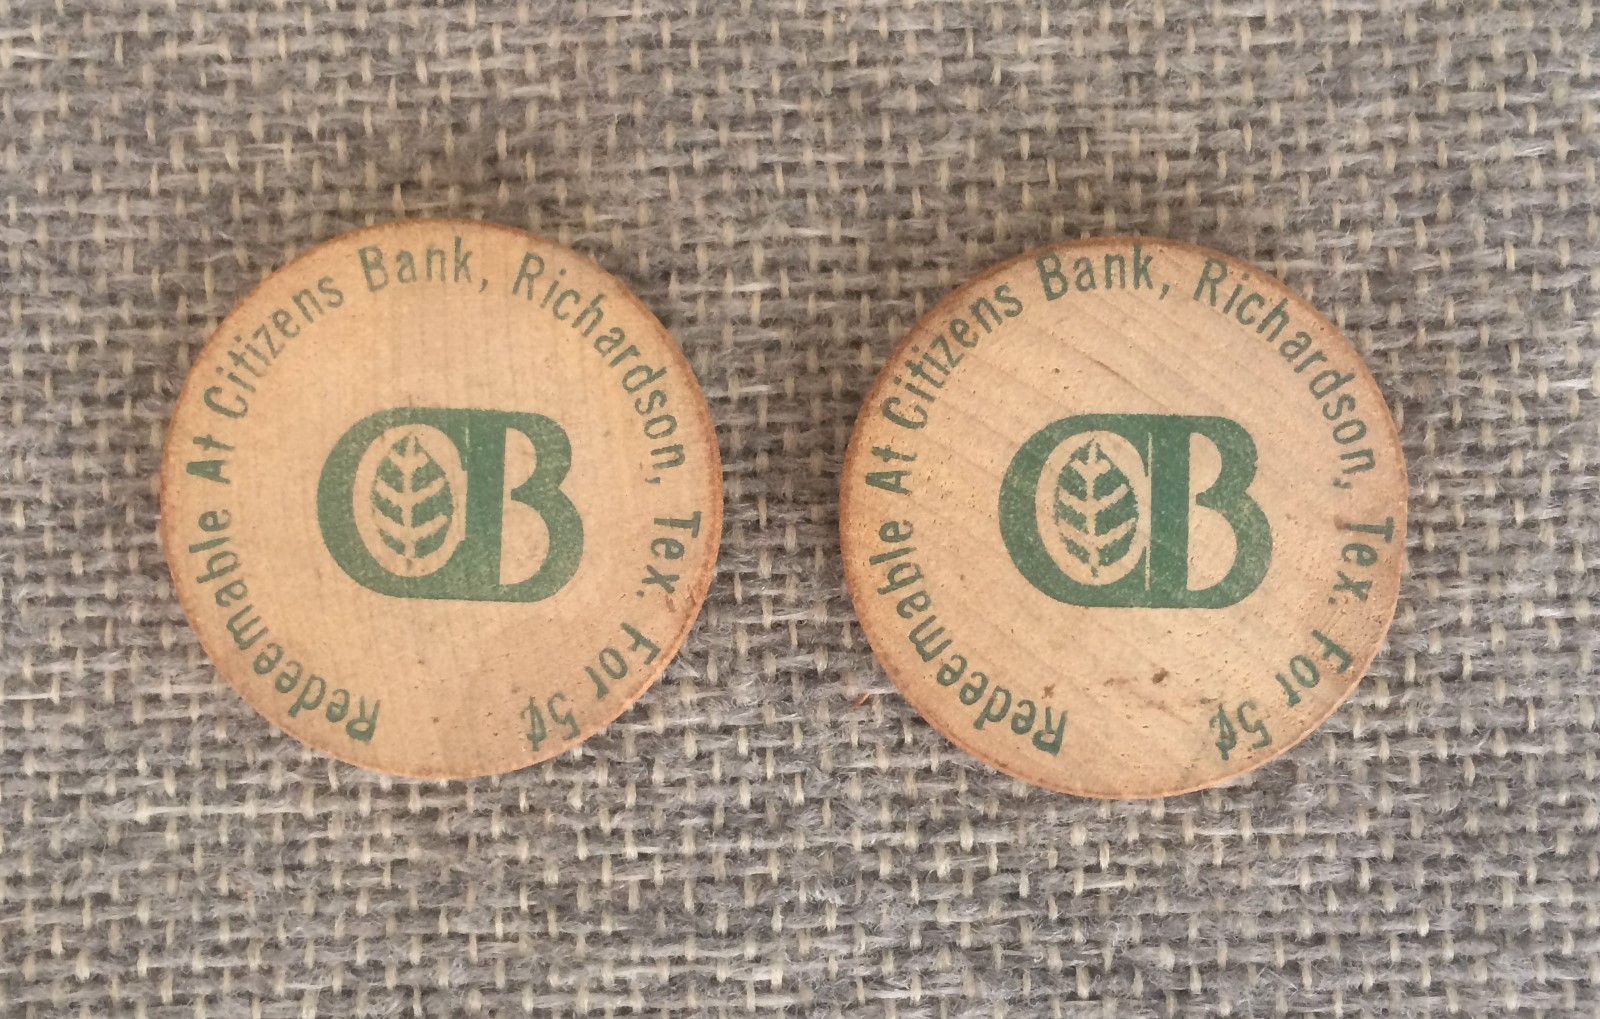 Redeemable At Citizens Bank, Richardson, Tex. For 5¢
CB
Redeemable At Citizens Bank, Richardson, Tex. For 5¢
CB